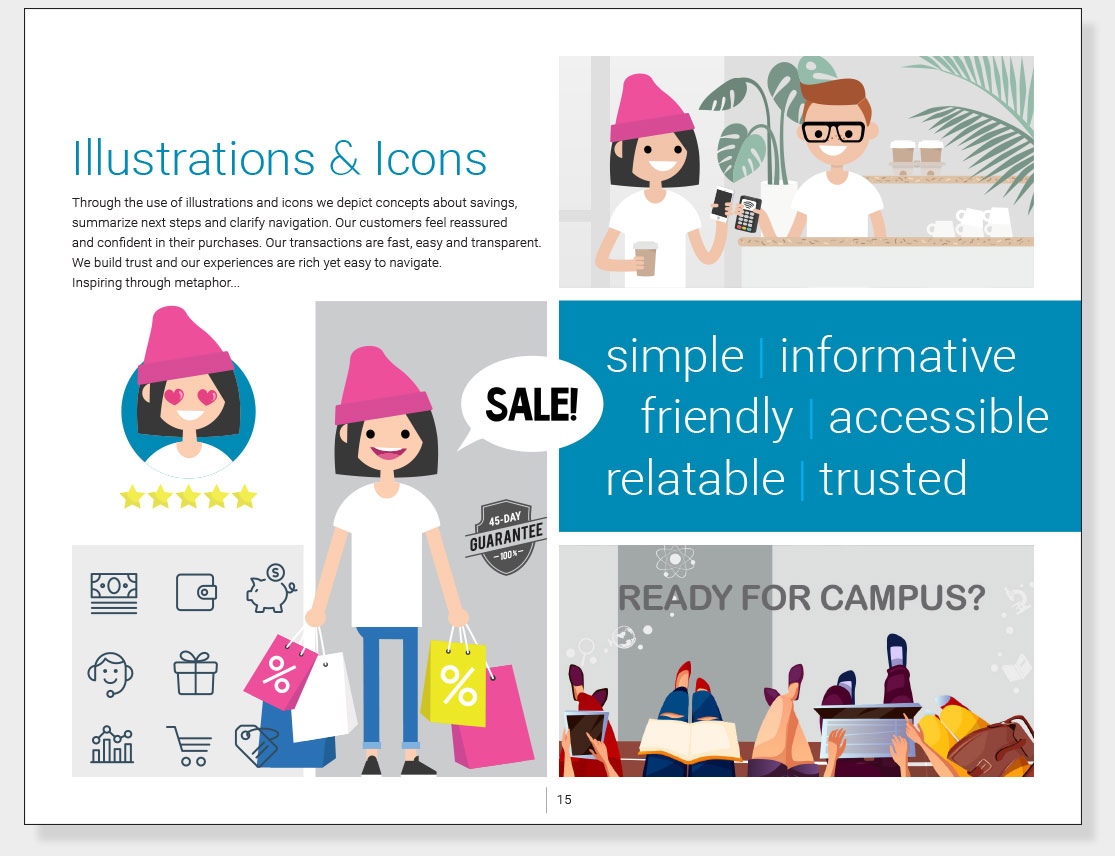 Illustrations & Icons
Through the use of illustrations and icons we depict concepts about savings,
summarize next steps and clarify navigation. Our customers feel reassured
and confident in their purchases. Our transactions are fast, easy and transparent.
We build trust and our experiences are rich yet easy to navigate.
Inspiring through metaphor...
SALE!
simple | informative
friendly | accessible
relatable | trusted
45-DAY
GUARANTEE
100%
$
%
%
READY FOR CAMPUS?
15